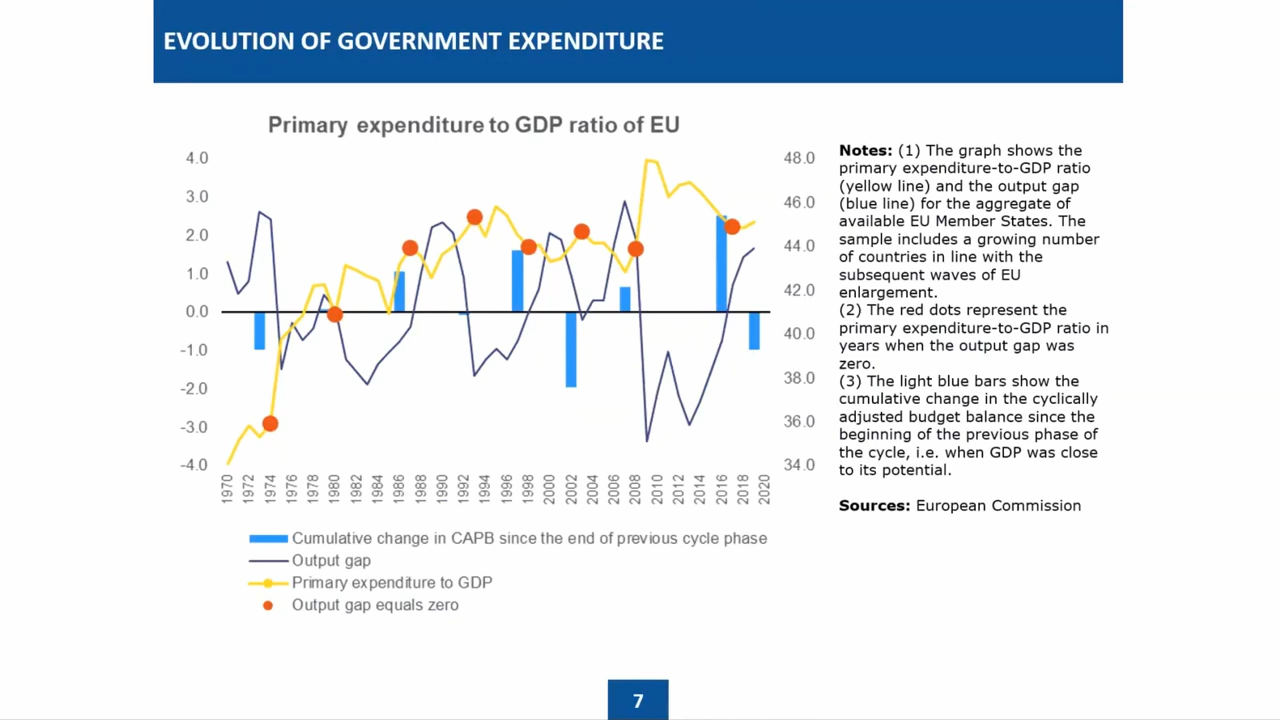 EVOLUTION OF GOVERNMENT EXPENDITURE
Primary expenditure to GDP ratio of EU
4.0
3.0
2.0
1.0
0.0
-1.0
-2.0
-3.0
-4.0
48.0
46.0
44.0
42.0
40.0
38.0
36.0
34.0
1970
1972
1974
1976
1978
1980
1982
1984
1986
1988
1990
1992
1994
1996
1998
2000
2002
2004
2006
2008
2010
2012
2014
2016
2018
2020
Cumulative change in CAPB since the end of previous cycle phase
Output gap
Primary expenditure to GDP
Output gap equals zero
Notes: (1) The graph shows the
primary expenditure-to-GDP ratio
(yellow line) and the output gap
(blue line) for the aggregate of
available EU Member States. The
sample includes a growing number
of countries in line with the
subsequent waves of EU
enlargement.
(2) The red dots represent the
primary expenditure-to-GDP ratio in
years when the output gap was
zero.
(3) The light blue bars show the
cumulative change in the cyclically
adjusted budget balance since the
beginning of the previous phase of
the cycle, i.e. when GDP was close
to its potential.
Sources: European Commission
7